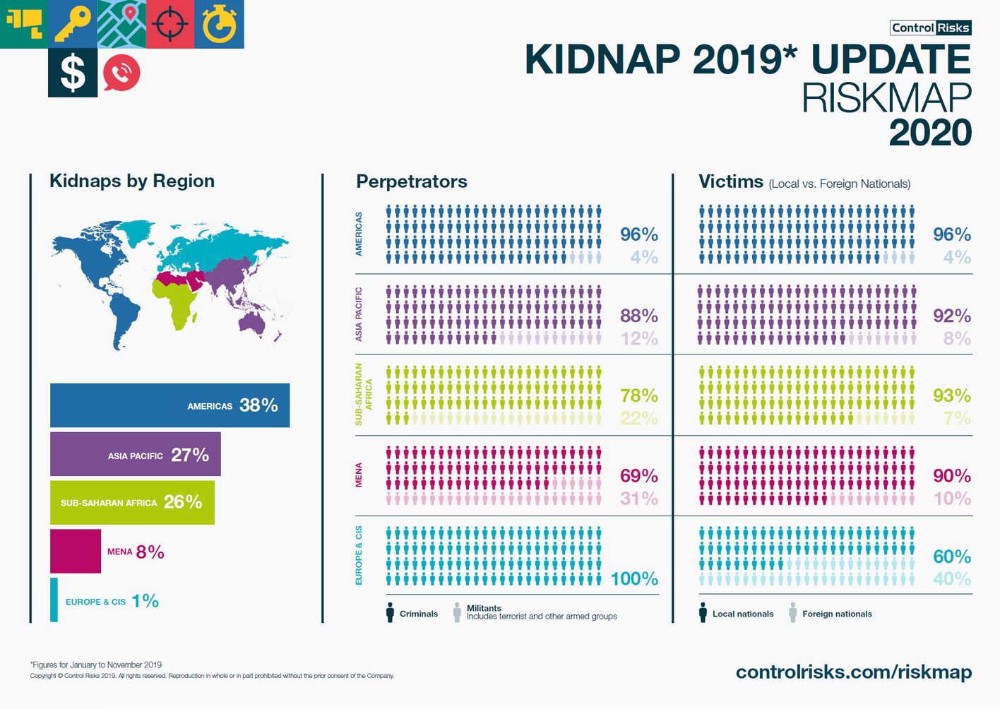 Control Risks
KIDNAP 2019* UPDATE
RISKMAP
2020
Kidnaps by Region
AMERICAS 38%
ASIA PACIFIC 27%
SUB-SAHARAN AFRICA 26%
MENA 8%
EUROPE & CIS 1%
Perpetrators
AMERICAS
96%
4%
ASIA PACIFIC
88%
12%
SUB-SAHARAN
AFRICA
78%
22%
MENA
69%
31%
EUROPE & CIS
100%
Criminals
Militants
Includes terrorist and other armed groups
Victims (Local vs. Foreign Nationals)
96%
4%
92%
8%
93%
7%
90%
10%
60%
40%
Local nationals
Foreign nationals
*Figures for January to November 2019
Copyright © Control Risks 2019. All rights reserved. Reproduction in whole or in part prohibited without the prior consent of the Company.
controlrisks.com/riskmap
$